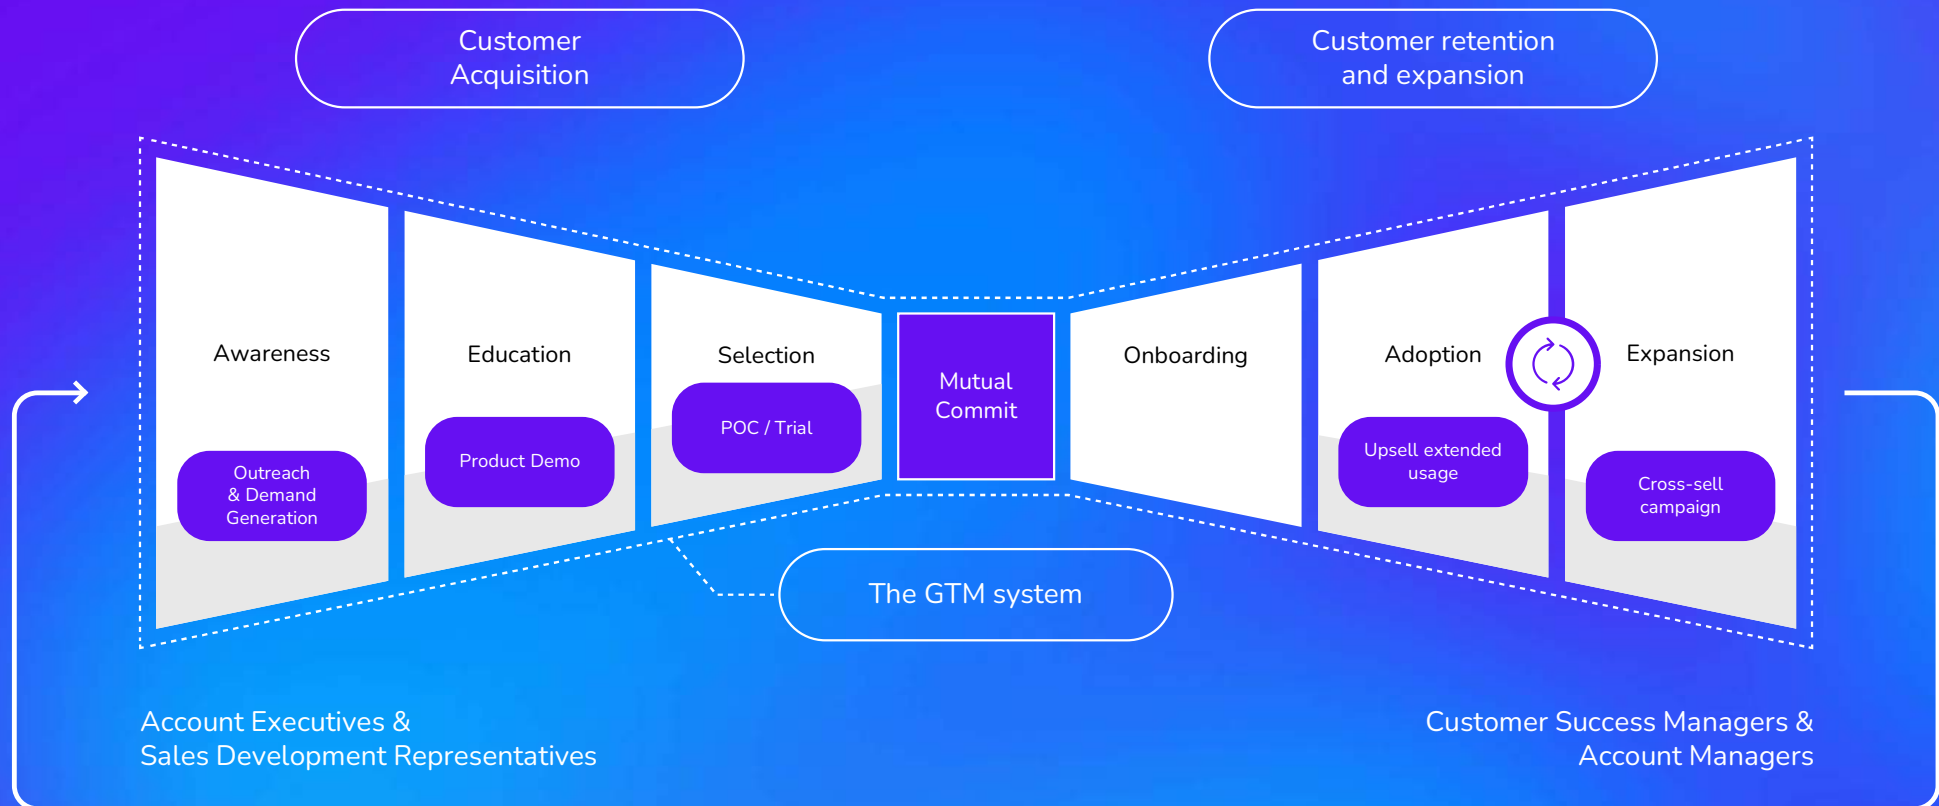 Customer
Acquisition
Customer retention
and expansion
Awareness
Education
Selection
Mutual
Commit
Onboarding
Adoption
Expansion
Outreach
& Demand
Generation
Product Demo
POC / Trial
Upsell extended
usage
Cross-sell
campaign
The GTM system
Account Executives &
Sales Development Representatives
Customer Success Managers &
Account Managers